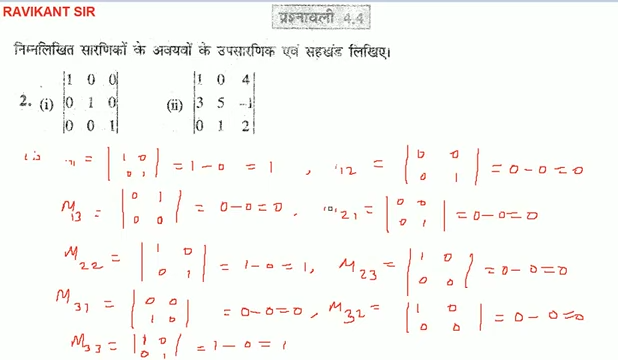 RAVIKANT SIR
प्रश्नावली 4.4
निम्नलिखित सारणिकों के अवयवों के उपसारणिक एवं सहखंड लिखिए।
2. (i) |1 0 0| (ii) |1 0 4|
|0 1 0| |3 5 -1|
|0 0 1| |0 1 2|
(i) 11 = |1 0; 0 1| = 1-0 = 1, 12 = |0 0; 0 1| = 0-0=0
M13 = |0 1; 0 0| = 0-0=0, 21 = |0 0; 0 1| = 0-0=0
M22 = |1 0; 0 1| = 1-0=1, M23 = |1 0; 0 0| = 0-0=0
M31 = |0 0; 1 0| = 0-0=0, M32 = |1 0; 0 0| = 0-0=0
M33 = |1 0; 0 1| = 1-0=1